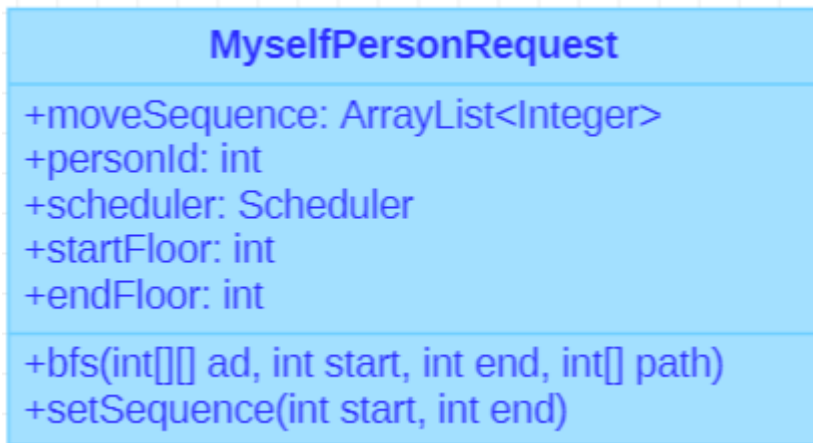 MyselfPersonRequest
+moveSequence: ArrayList<Integer>
+personId: int
+scheduler: Scheduler
+startFloor: int
+endFloor: int
+bfs(int[][] ad, int start, int end, int[] path)
+setSequence(int start, int end)